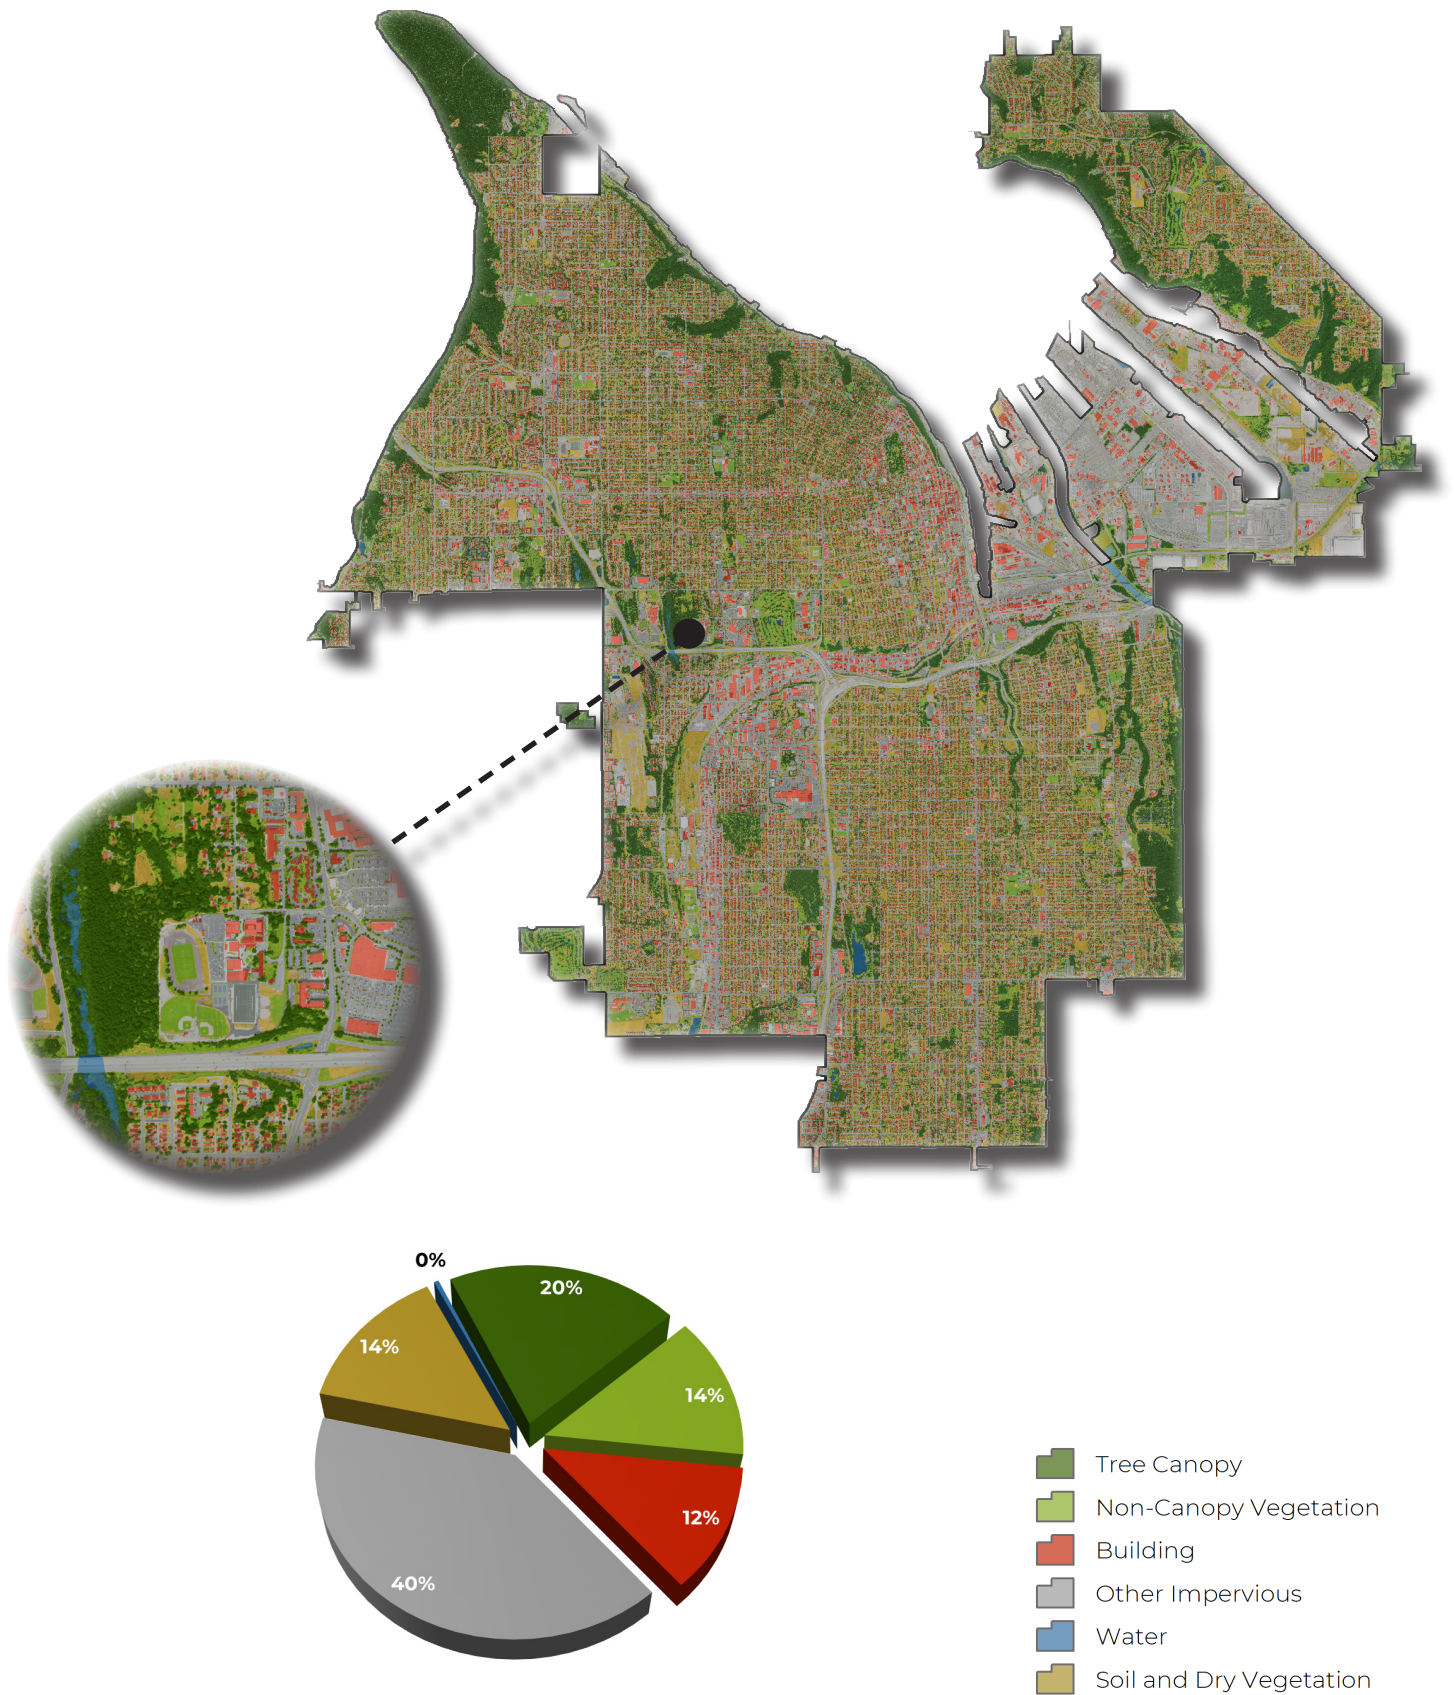 0%
20%
14%
14%
12%
40%
Tree Canopy
Non-Canopy Vegetation
Building
Other Impervious
Water
Soil and Dry Vegetation